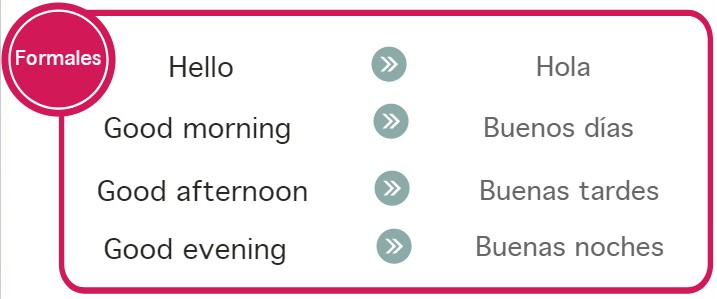 Formales
Hello Hola
Good morning Buenos días
Good afternoon Buenas tardes
Good evening Buenas noches